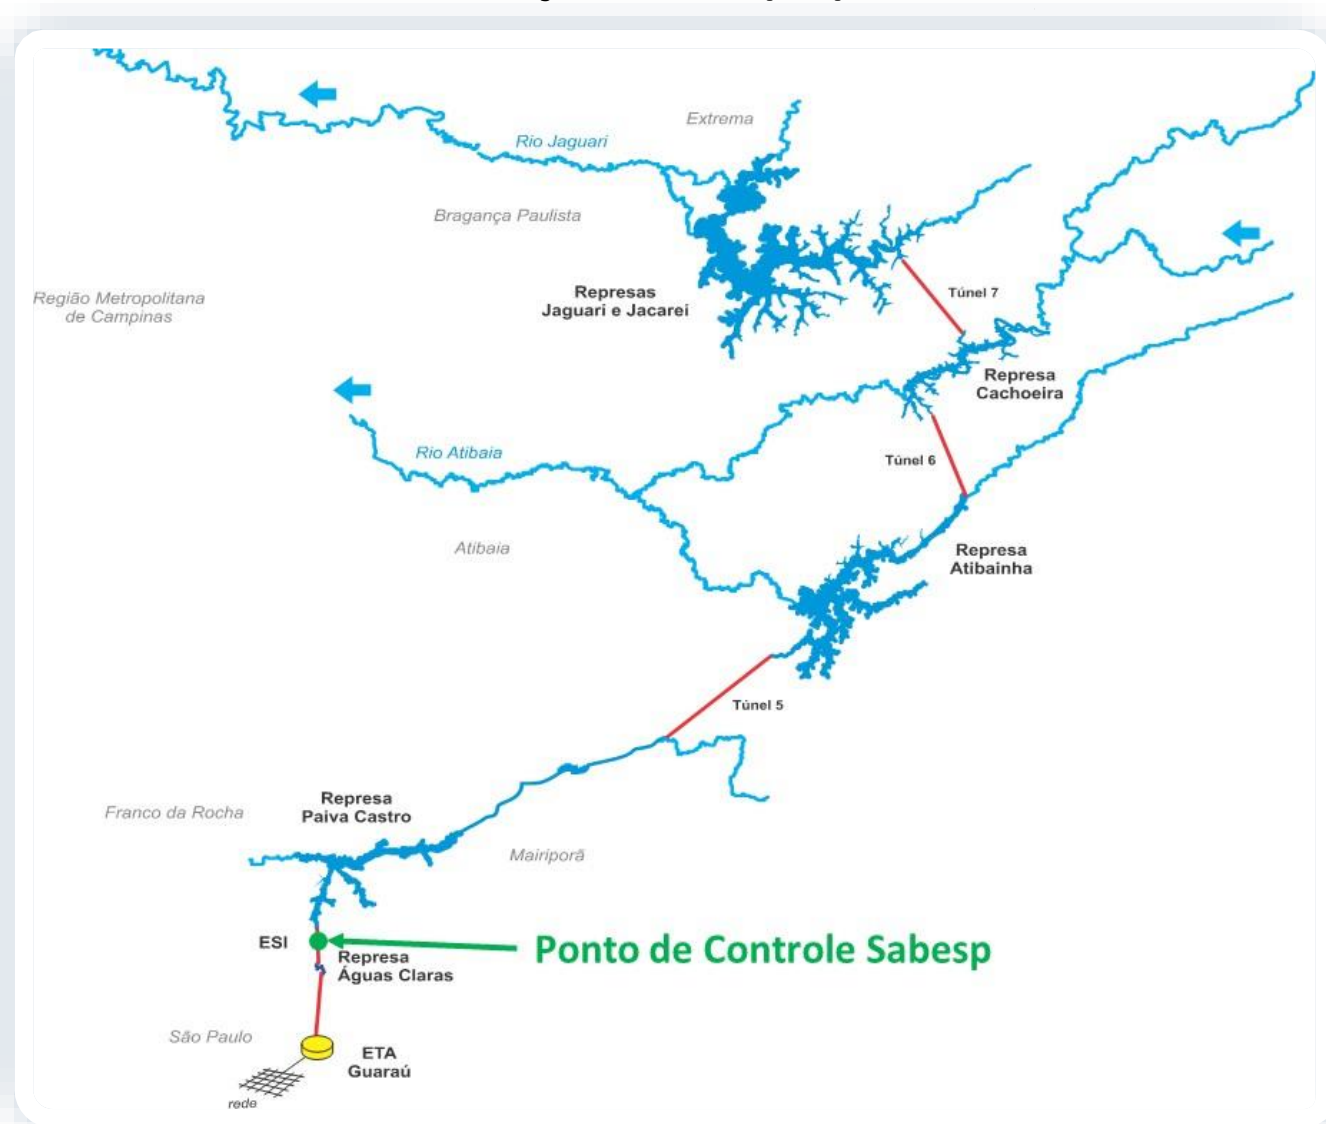 Extrema
Rio Jaguari
Bragança Paulista
Represas
Jaguari e Jacareí
Túnel 7
Região Metropolitana
de Campinas
Represa
Cachoeira
Rio Atibaia
Túnel 6
Atibaia
Represa
Atibainha
Túnel 5
Represa
Paiva Castro
Franco da Rocha
Mairiporã
ESI
Ponto de Controle Sabesp
Represa
Águas Claras
São Paulo
ETA
Guaraú
rede